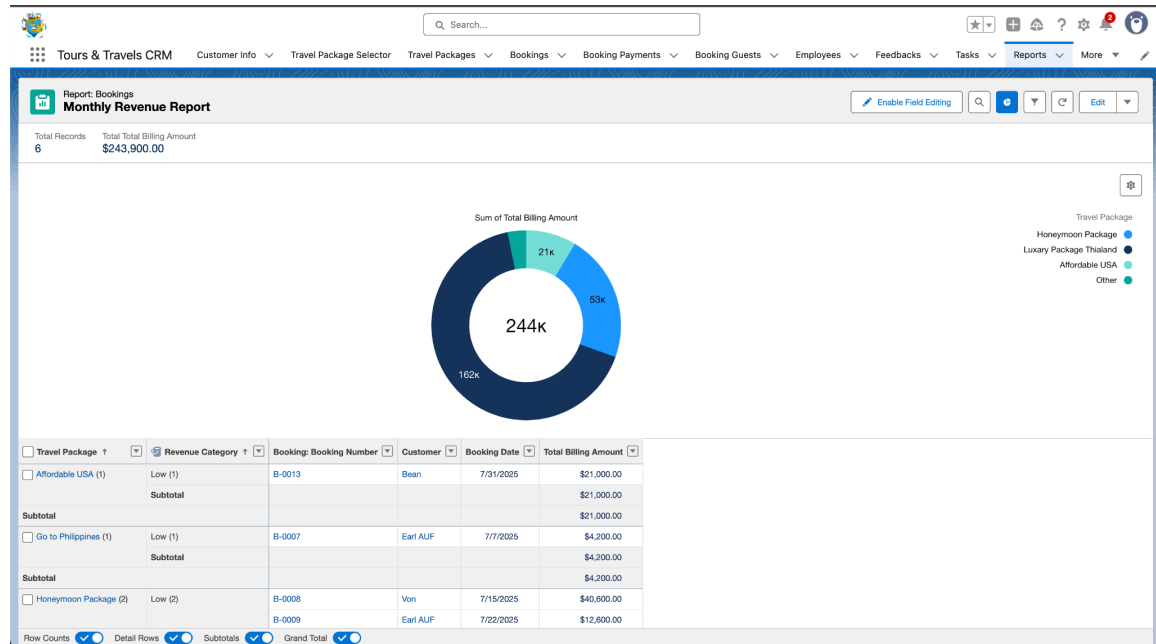 Search...
2
Tours & Travels CRM Customer Info Travel Package Selector Travel Packages Bookings Booking Payments Booking Guests Employees Feedbacks Tasks Reports More
Report: Bookings
Monthly Revenue Report
Enable Field Editing Edit
Total Records Total Total Billing Amount
6 $243,900.00
Sum of Total Billing Amount
21K
53K
244K
162K
Travel Package
Honeymoon Package
Luxary Package Thialand
Affordable USA
Other
Travel Package ↑ Revenue Category ↑ Booking: Booking Number Customer Booking Date Total Billing Amount
Affordable USA (1) Low (1) B-0013 Bean 7/31/2025 $21,000.00
Subtotal $21,000.00
Subtotal $21,000.00
Go to Philippines (1) Low (1) B-0007 Earl AUF 7/7/2025 $4,200.00
Subtotal $4,200.00
Subtotal $4,200.00
Honeymoon Package (2) Low (2) B-0008 Von 7/15/2025 $40,600.00
B-0009 Earl AUF 7/22/2025 $12,600.00
Row Counts Detail Rows Subtotals Grand Total